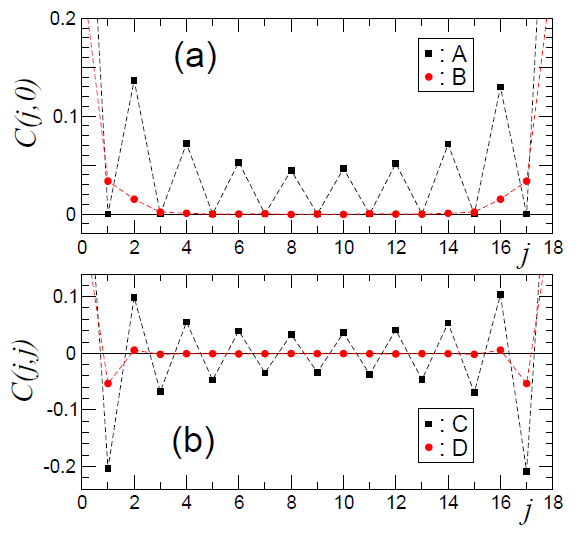 0.2
0.1
0
C(j,0)
(a)
: A
: B
0 2 4 6 8 10 12 14 16 18
j
0.1
0
-0.1
-0.2
C(j,j)
(b)
: C
: D
0 2 4 6 8 10 12 14 16 18
j